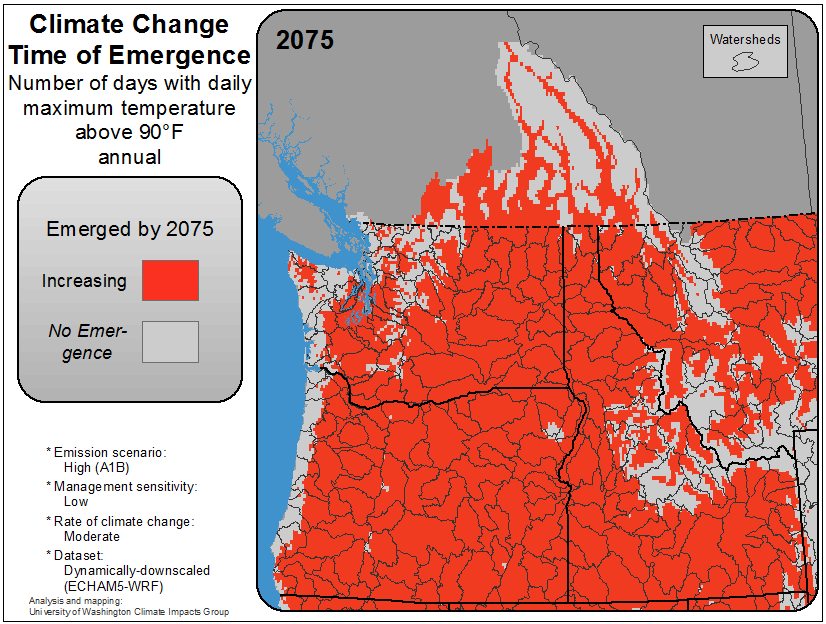 Climate Change
Time of Emergence
Number of days with daily
maximum temperature
above 90°F
annual
2075
Watersheds
Emerged by 2075
Increasing
No Emer-
gence
* Emission scenario:
High (A1B)
* Management sensitivity:
Low
* Rate of climate change:
Moderate
* Dataset:
Dynamically-downscaled
(ECHAM5-WRF)
Analysis and mapping:
University of Washington Climate Impacts Group